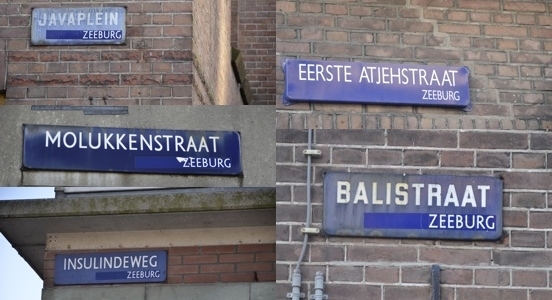 JAVAPLEIN
ZEEBURG
MOLUKKENSTRAAT
ZEEBURG
INSULINDEWEG
ZEEBURG
EERSTE ATJEHSTRAAT
ZEEBURG
BALISTRAAT
ZEEBURG